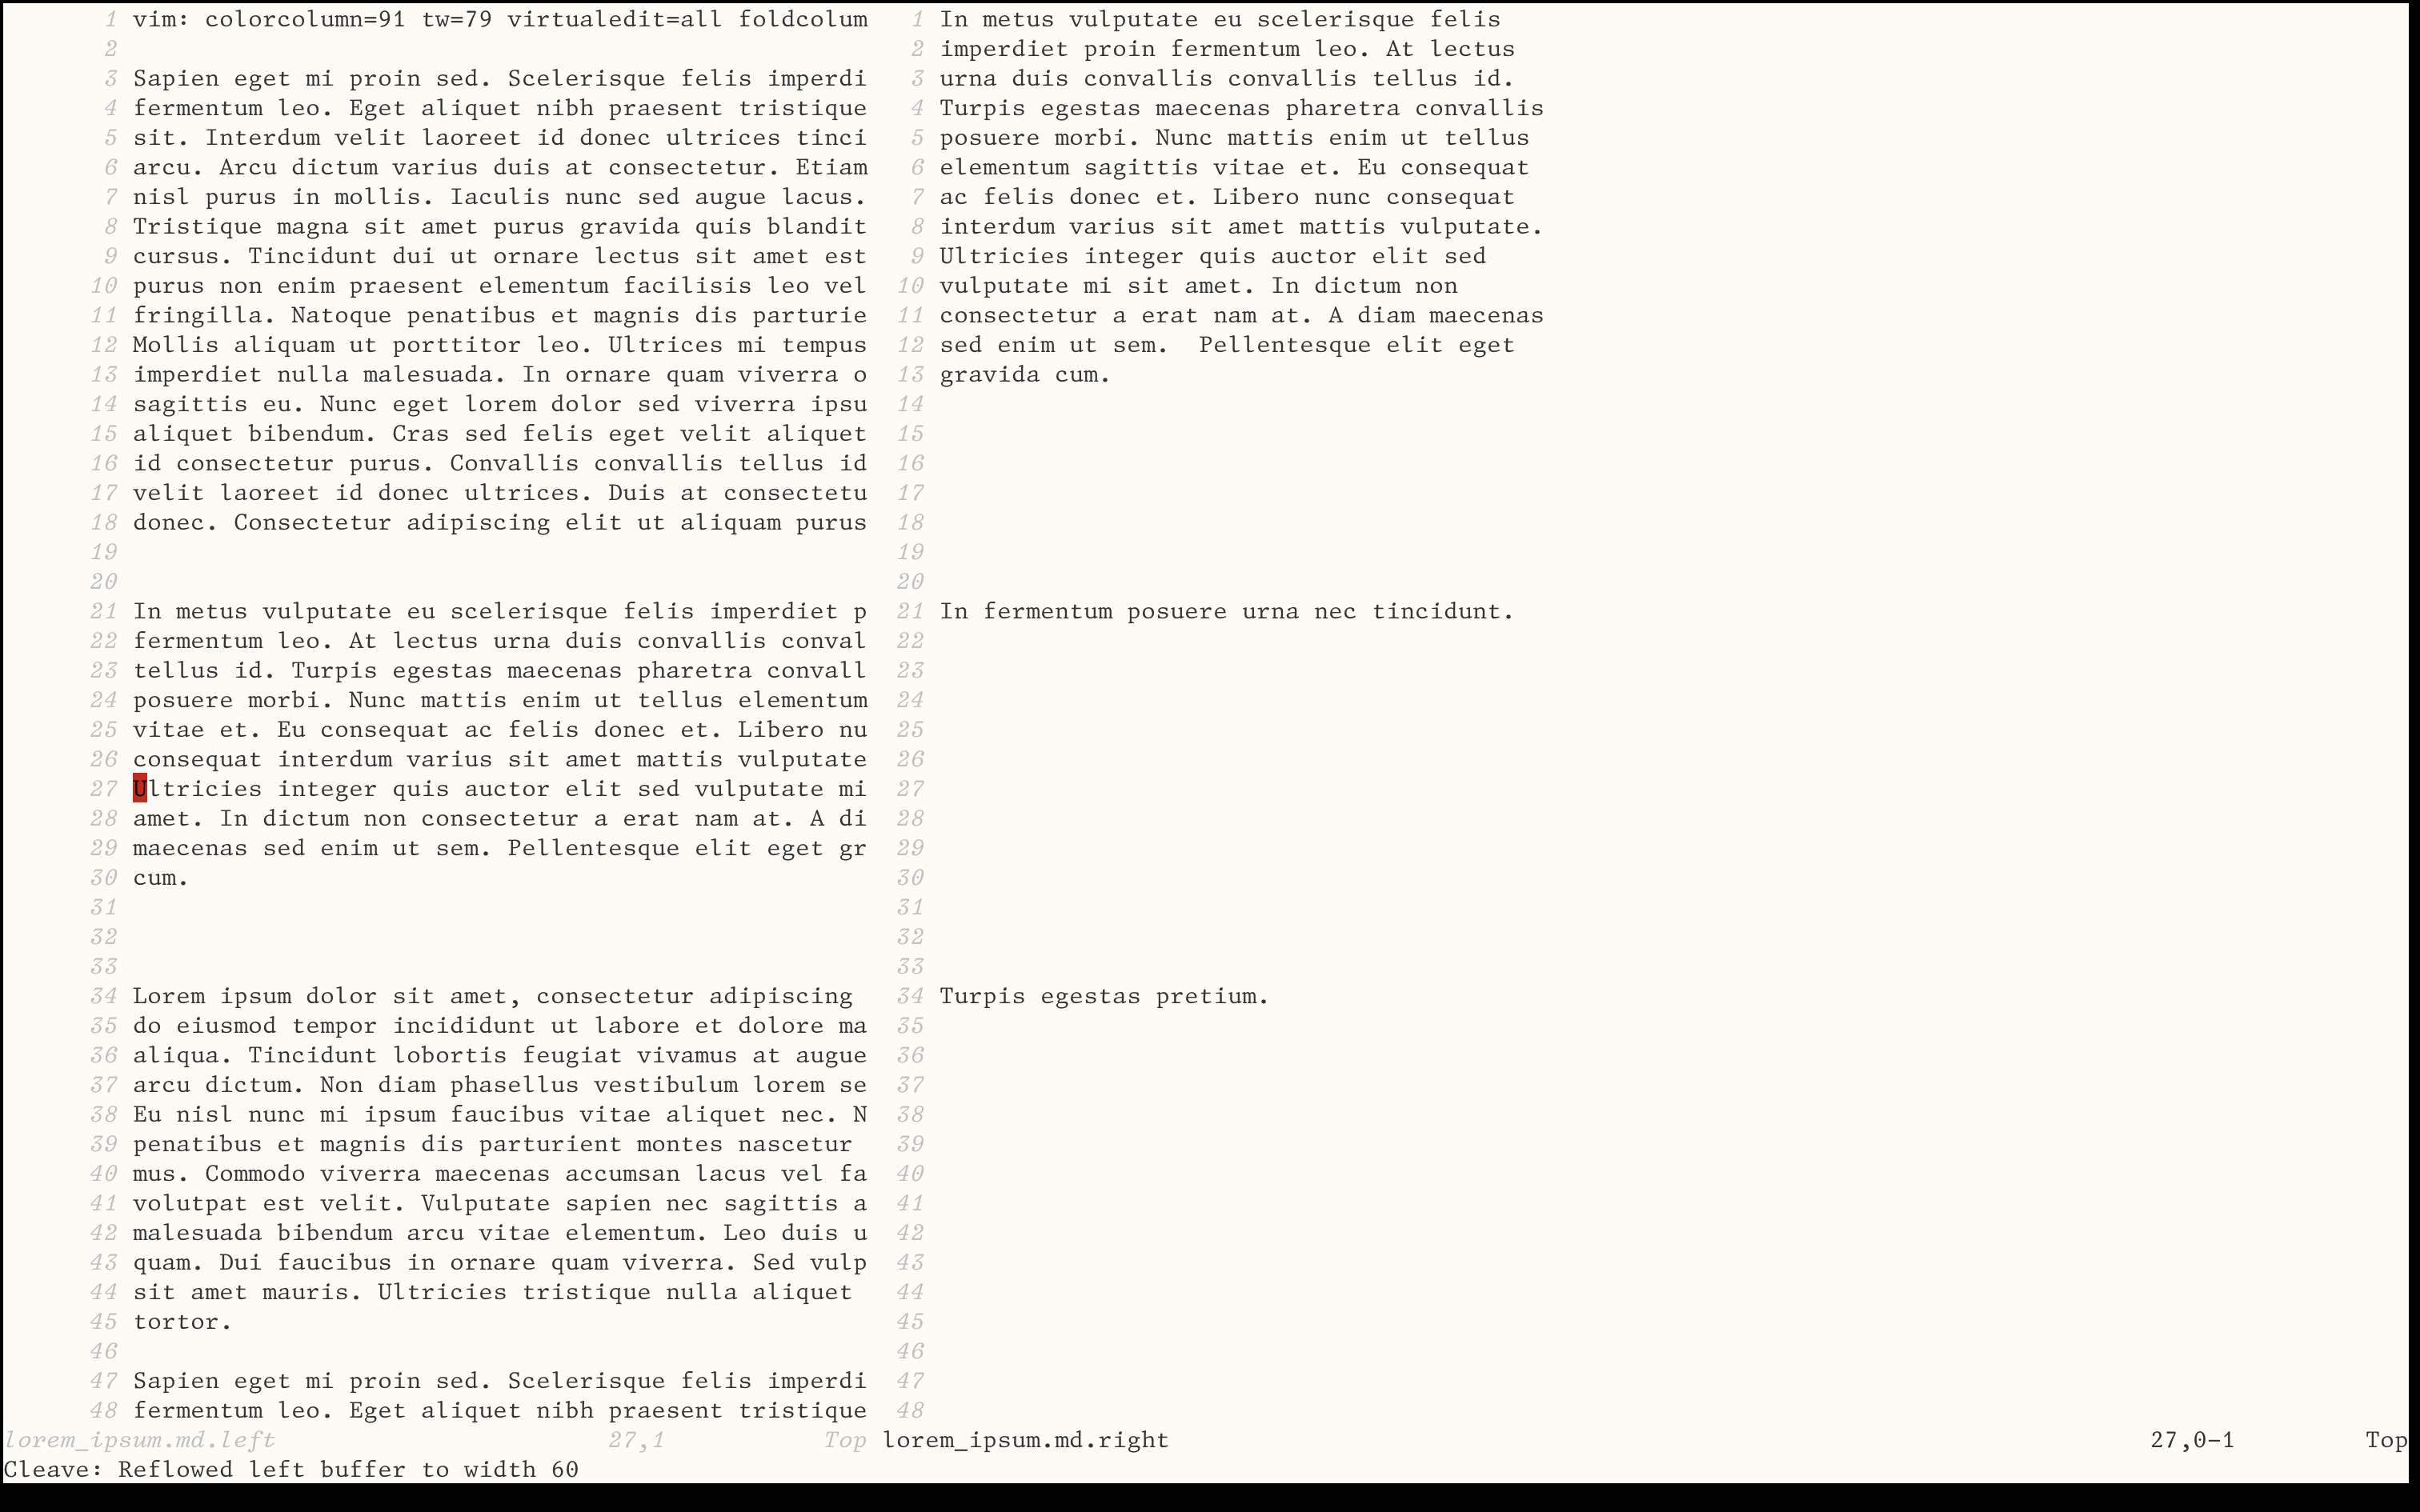 1 vim: colorcolumn=91 tw=79 virtualedit=all foldcolum
2
3 Sapien eget mi proin sed. Scelerisque felis imperdi
4 fermentum leo. Eget aliquet nibh praesent tristique
5 sit. Interdum velit laoreet id donec ultrices tinci
6 arcu. Arcu dictum varius duis at consectetur. Etiam
7 nisl purus in mollis. Iaculis nunc sed augue lacus.
8 Tristique magna sit amet purus gravida quis blandit
9 cursus. Tincidunt dui ut ornare lectus sit amet est
10 purus non enim praesent elementum facilisis leo vel
11 fringilla. Natoque penatibus et magnis dis parturie
12 Mollis aliquam ut porttitor leo. Ultrices mi tempus
13 imperdiet nulla malesuada. In ornare quam viverra o
14 sagittis eu. Nunc eget lorem dolor sed viverra ipsu
15 aliquet bibendum. Cras sed felis eget velit aliquet
16 id consectetur purus. Convallis convallis tellus id
17 velit laoreet id donec ultrices. Duis at consectetu
18 donec. Consectetur adipiscing elit ut aliquam purus
19
20
21 In metus vulputate eu scelerisque felis imperdiet p
22 fermentum leo. At lectus urna duis convallis conval
23 tellus id. Turpis egestas maecenas pharetra convall
24 posuere morbi. Nunc mattis enim ut tellus elementum
25 vitae et. Eu consequat ac felis donec et. Libero nu
26 consequat interdum varius sit amet mattis vulputate
27 Ultricies integer quis auctor elit sed vulputate mi
28 amet. In dictum non consectetur a erat nam at. A di
29 maecenas sed enim ut sem. Pellentesque elit eget gr
30 cum.
31
32
33
34 Lorem ipsum dolor sit amet, consectetur adipiscing
35 do eiusmod tempor incididunt ut labore et dolore ma
36 aliqua. Tincidunt lobortis feugiat vivamus at augue
37 arcu dictum. Non diam phasellus vestibulum lorem se
38 Eu nisl nunc mi ipsum faucibus vitae aliquet nec. N
39 penatibus et magnis dis parturient montes nascetur
40 mus. Commodo viverra maecenas accumsan lacus vel fa
41 volutpat est velit. Vulputate sapien nec sagittis a
42 malesuada bibendum arcu vitae elementum. Leo duis u
43 quam. Dui faucibus in ornare quam viverra. Sed vulp
44 sit amet mauris. Ultricies tristique nulla aliquet
45 tortor.
46
47 Sapien eget mi proin sed. Scelerisque felis imperdi
48 fermentum leo. Eget aliquet nibh praesent tristique
lorem_ipsum.md.left 27,1 Top
1 In metus vulputate eu scelerisque felis
2 imperdiet proin fermentum leo. At lectus
3 urna duis convallis convallis tellus id.
4 Turpis egestas maecenas pharetra convallis
5 posuere morbi. Nunc mattis enim ut tellus
6 elementum sagittis vitae et. Eu consequat
7 ac felis donec et. Libero nunc consequat
8 interdum varius sit amet mattis vulputate.
9 Ultricies integer quis auctor elit sed
10 vulputate mi sit amet. In dictum non
11 consectetur a erat nam at. A diam maecenas
12 sed enim ut sem.  Pellentesque elit eget
13 gravida cum.
14
15
16
17
18
19
20
21 In fermentum posuere urna nec tincidunt.
22
23
24
25
26
27
28
29
30
31
32
33
34 Turpis egestas pretium.
35
36
37
38
39
40
41
42
43
44
45
46
47
48
lorem_ipsum.md.right 27,0-1 Top
Cleave: Reflowed left buffer to width 60